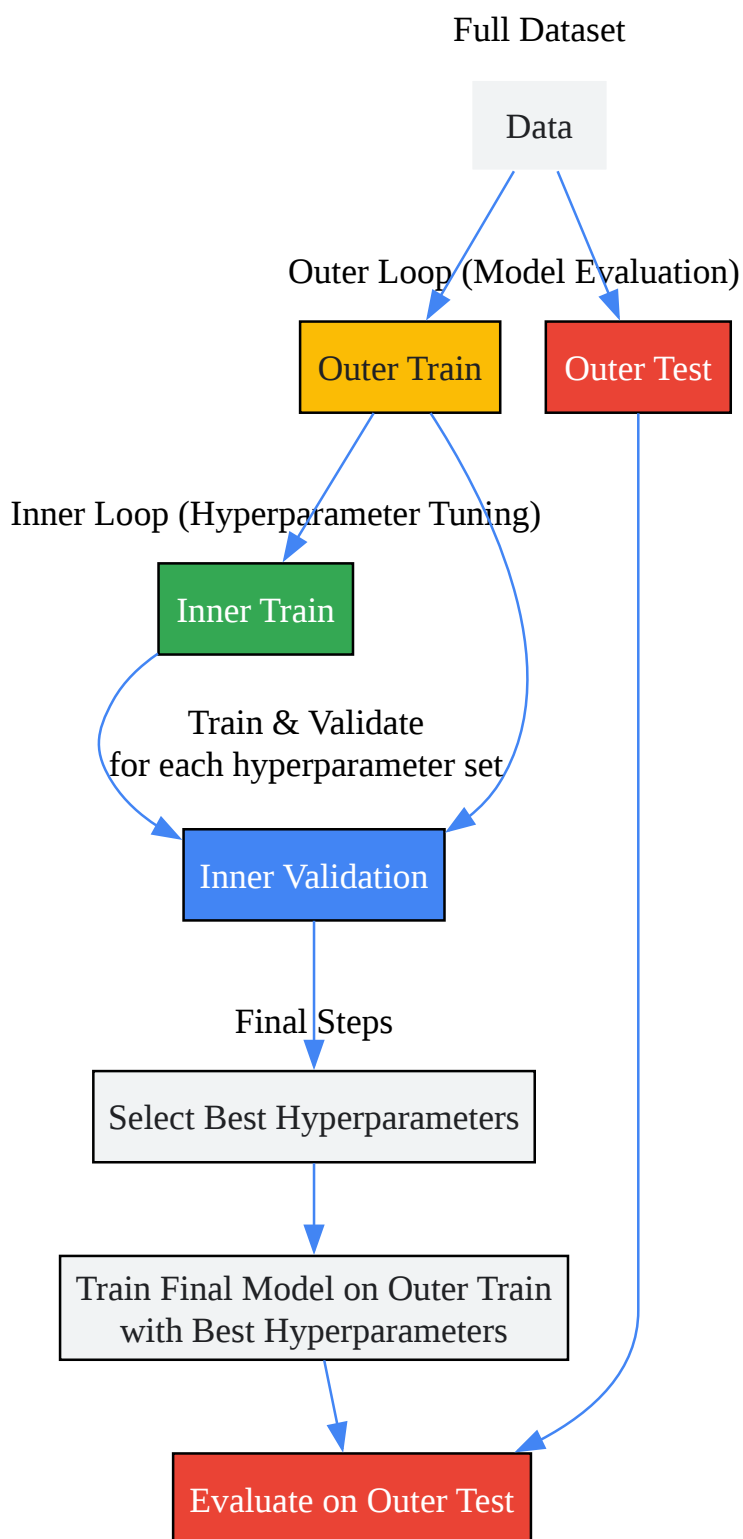 Full Dataset
Data
Outer Loop (Model Evaluation)
Outer Train
Outer Test
Inner Loop (Hyperparameter Tuning)
Inner Train
Train & Validate
for each hyperparameter set
Inner Validation
Final Steps
Select Best Hyperparameters
Train Final Model on Outer Train
with Best Hyperparameters
Evaluate on Outer Test